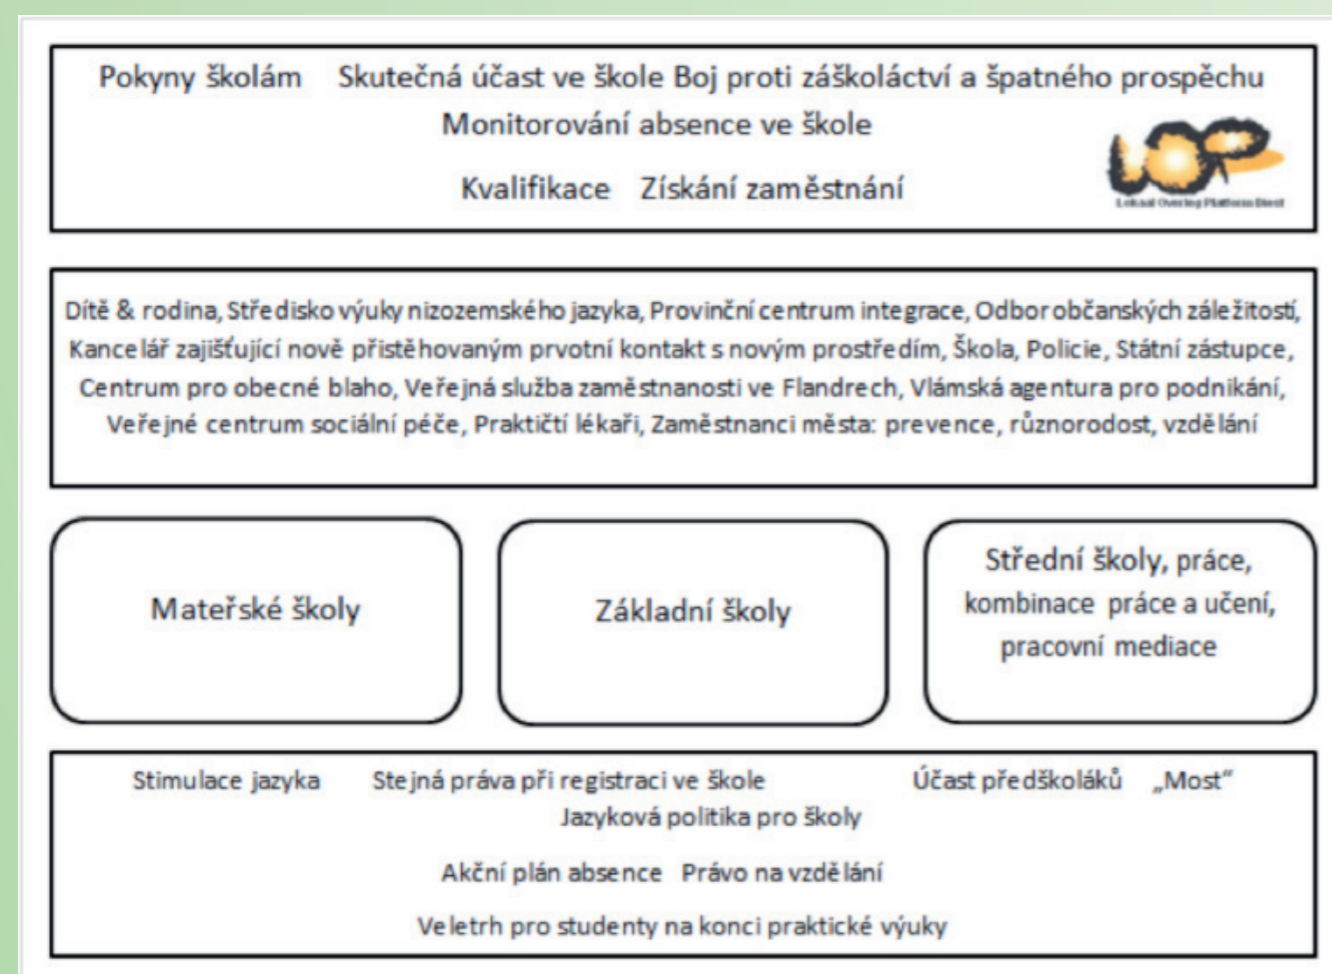 Pokyny školám Skutečná účast ve škole Boj proti záškoláctví a špatného prospěchu
Monitorování absence ve škole
Kvalifikace Získání zaměstnání
LOP
Lokaal Overleg Platform Diest
Dítě & rodina, Středisko výuky nizozemského jazyka, Provinční centrum integrace, Odbor občanských záležitostí,
Kancelář zajišťující nově přistěhovaným prvotní kontakt s novým prostředím, Škola, Policie, Státní zástupce,
Centrum pro obecné blaho, Veřejná služba zaměstnanosti ve Flandrech, Vlámská agentura pro podnikání,
Veřejné centrum sociální péče, Praktičtí lékaři, Zaměstnanci města: prevence, různorodost, vzdělání
Mateřské školy
Základní školy
Střední školy, práce,
kombinace práce a učení,
pracovní mediace
Stimulace jazyka Stejná práva při registraci ve škole Účast předškoláků „Most“
Jazyková politika pro školy
Akční plán absence Právo na vzdělání
Veletrh pro studenty na konci praktické výuky